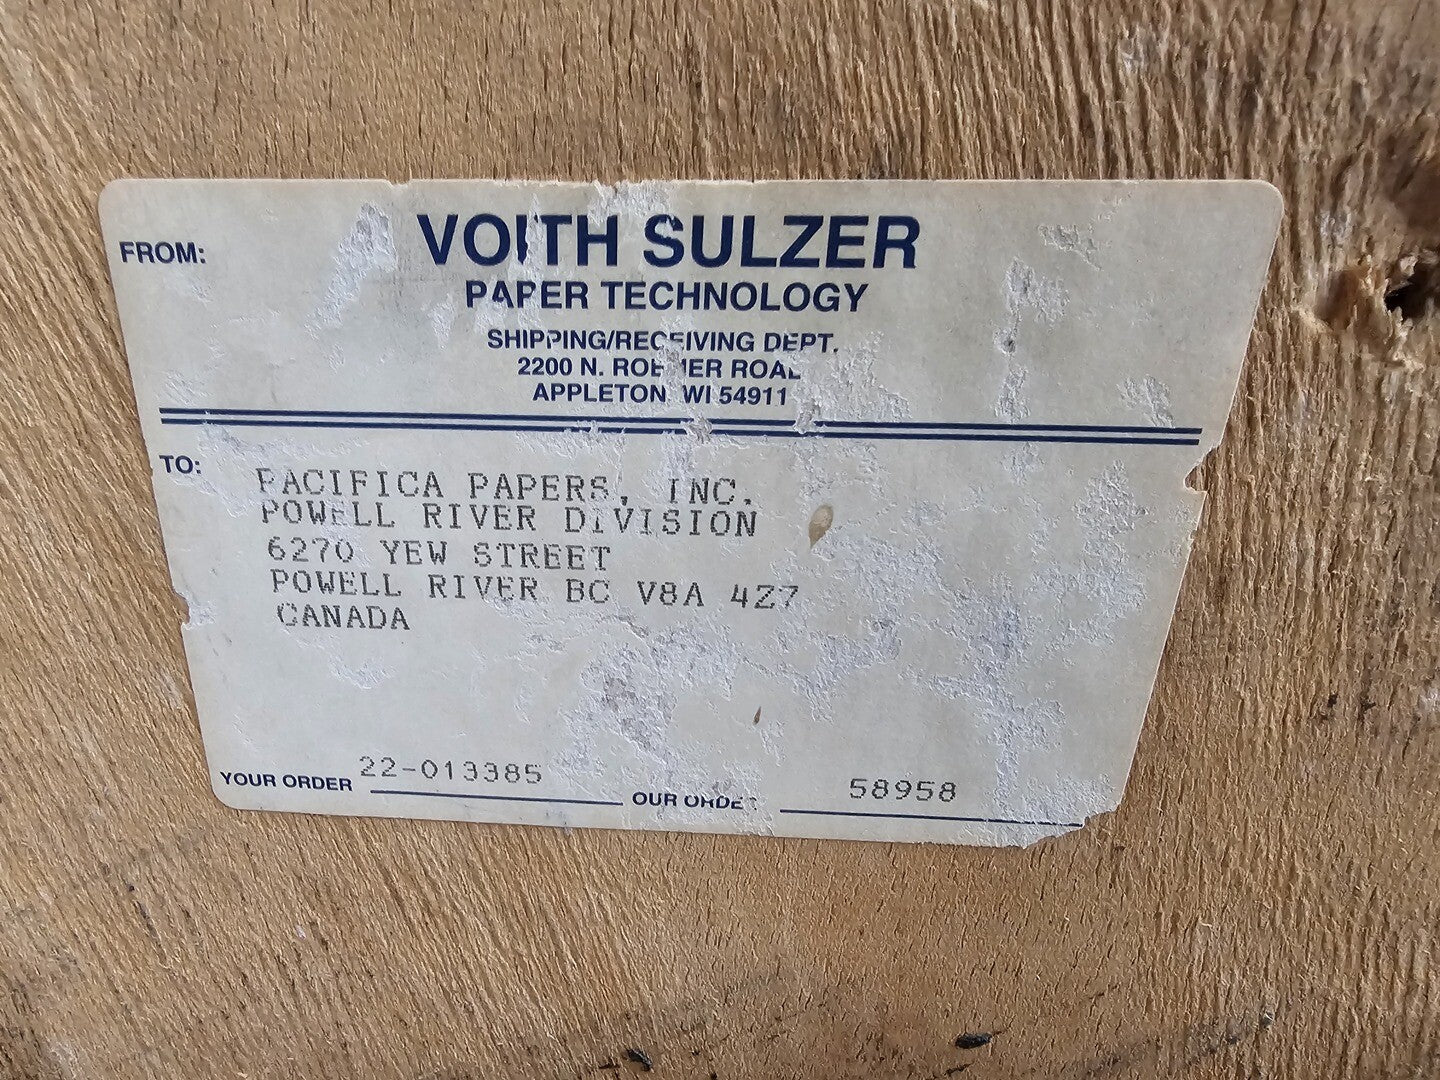 FROM:
VOITH SULZER
PAPER TECHNOLOGY
SHIPPING/RECEIVING DEPT.
2200 N. ROEMER ROAD
APPLETON WI 54911
TO:
PACIFICA PAPERS, INC.
POWELL RIVER DIVISION
6270 YEW STREET
POWELL RIVER BC V8A 4Z7
CANADA
YOUR ORDER 22-013385 OUR ORDER 58958